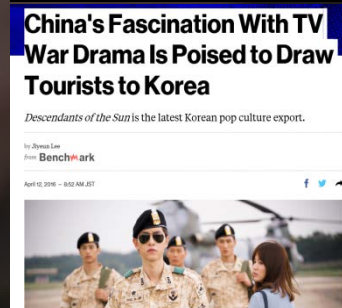 China's Fascination With TV
War Drama Is Poised to Draw
Tourists to Korea
Descendants of the Sun is the latest Korean pop culture export.
by Jiyeun Lee
from Benchmark
April 12, 2016 — 8:52 AM JST